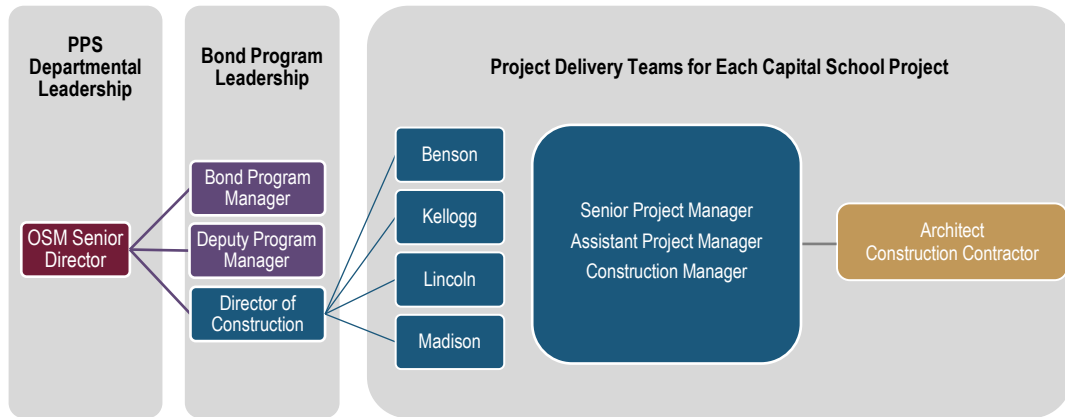 PPS
Departmental
Leadership
Bond Program
Leadership
Project Delivery Teams for Each Capital School Project
OSM Senior
Director
Bond Program
Manager
Deputy Program
Manager
Director of
Construction
Benson
Kellogg
Lincoln
Madison
Senior Project Manager
Assistant Project Manager
Construction Manager
Architect
Construction Contractor